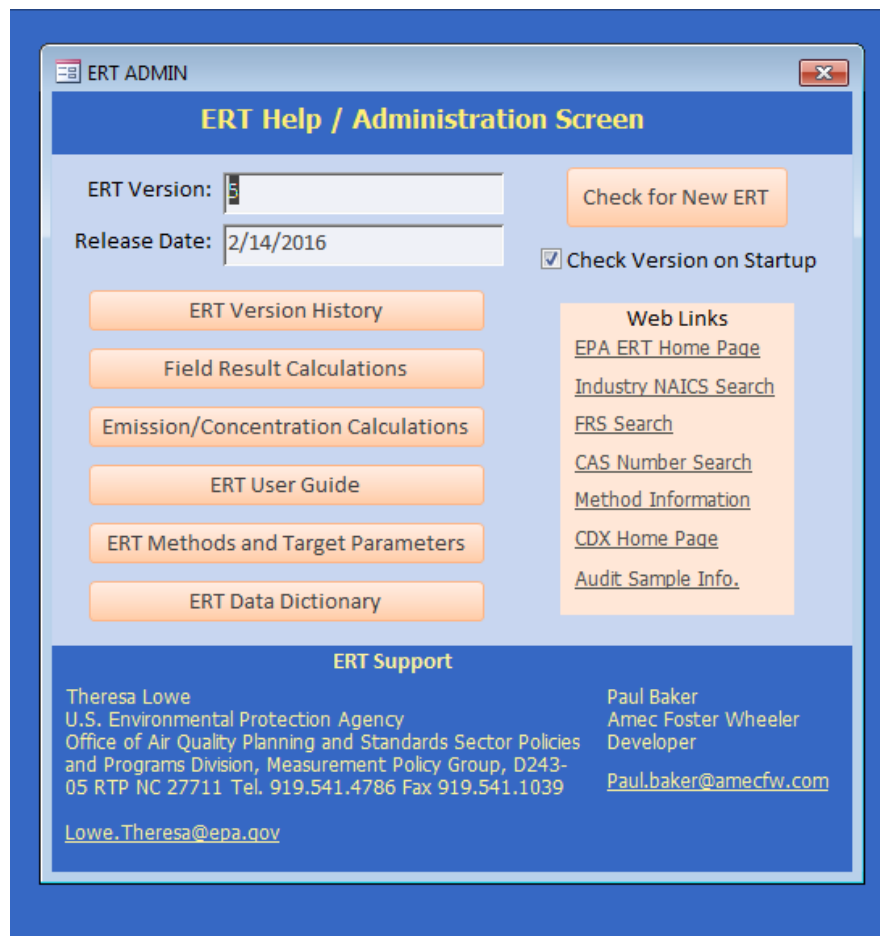 ERT ADMIN
ERT Help / Administration Screen
ERT Version: 5
Check for New ERT
Release Date: 2/14/2016
Check Version on Startup
ERT Version History
Field Result Calculations
Emission/Concentration Calculations
ERT User Guide
ERT Methods and Target Parameters
ERT Data Dictionary
Web Links
EPA ERT Home Page
Industry NAICS Search
FRS Search
CAS Number Search
Method Information
CDX Home Page
Audit Sample Info.
ERT Support
Theresa Lowe
U.S. Environmental Protection Agency
Office of Air Quality Planning and Standards Sector Policies
and Programs Division, Measurement Policy Group, D243-
05 RTP NC 27711 Tel. 919.541.4786 Fax 919.541.1039
Lowe.Theresa@epa.gov
Paul Baker
Amec Foster Wheeler
Developer
Paul.baker@amecfw.com